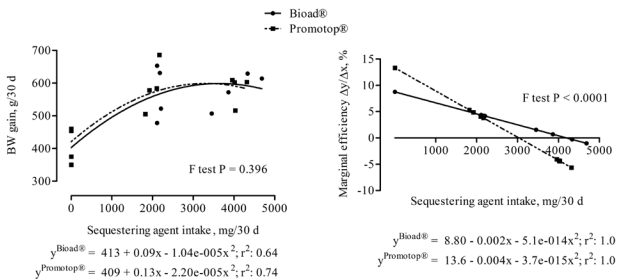 Bioad®
Promotop®
700
600
500
400
300
BW gain, g/30 d
F test P = 0.396
0 1000 2000 3000 4000 5000
Sequestering agent intake, mg/30 d
y^Bioad® = 413 + 0.09x - 1.04e-005x²; r²: 0.64
y^Promotop® = 409 + 0.13x - 2.20e-005x²; r²: 0.74
15
10
5
0
-5
-10
Marginal efficiency Δy/Δx, %
F test P < 0.0001
1000 2000 3000 4000 5000
Sequestering agent intake, mg/30 d
y^Bioad® = 8.80 - 0.002x - 5.1e-014x²; r²: 1.0
y^Promotop® = 13.6 - 0.004x - 3.7e-015x²; r²: 1.0